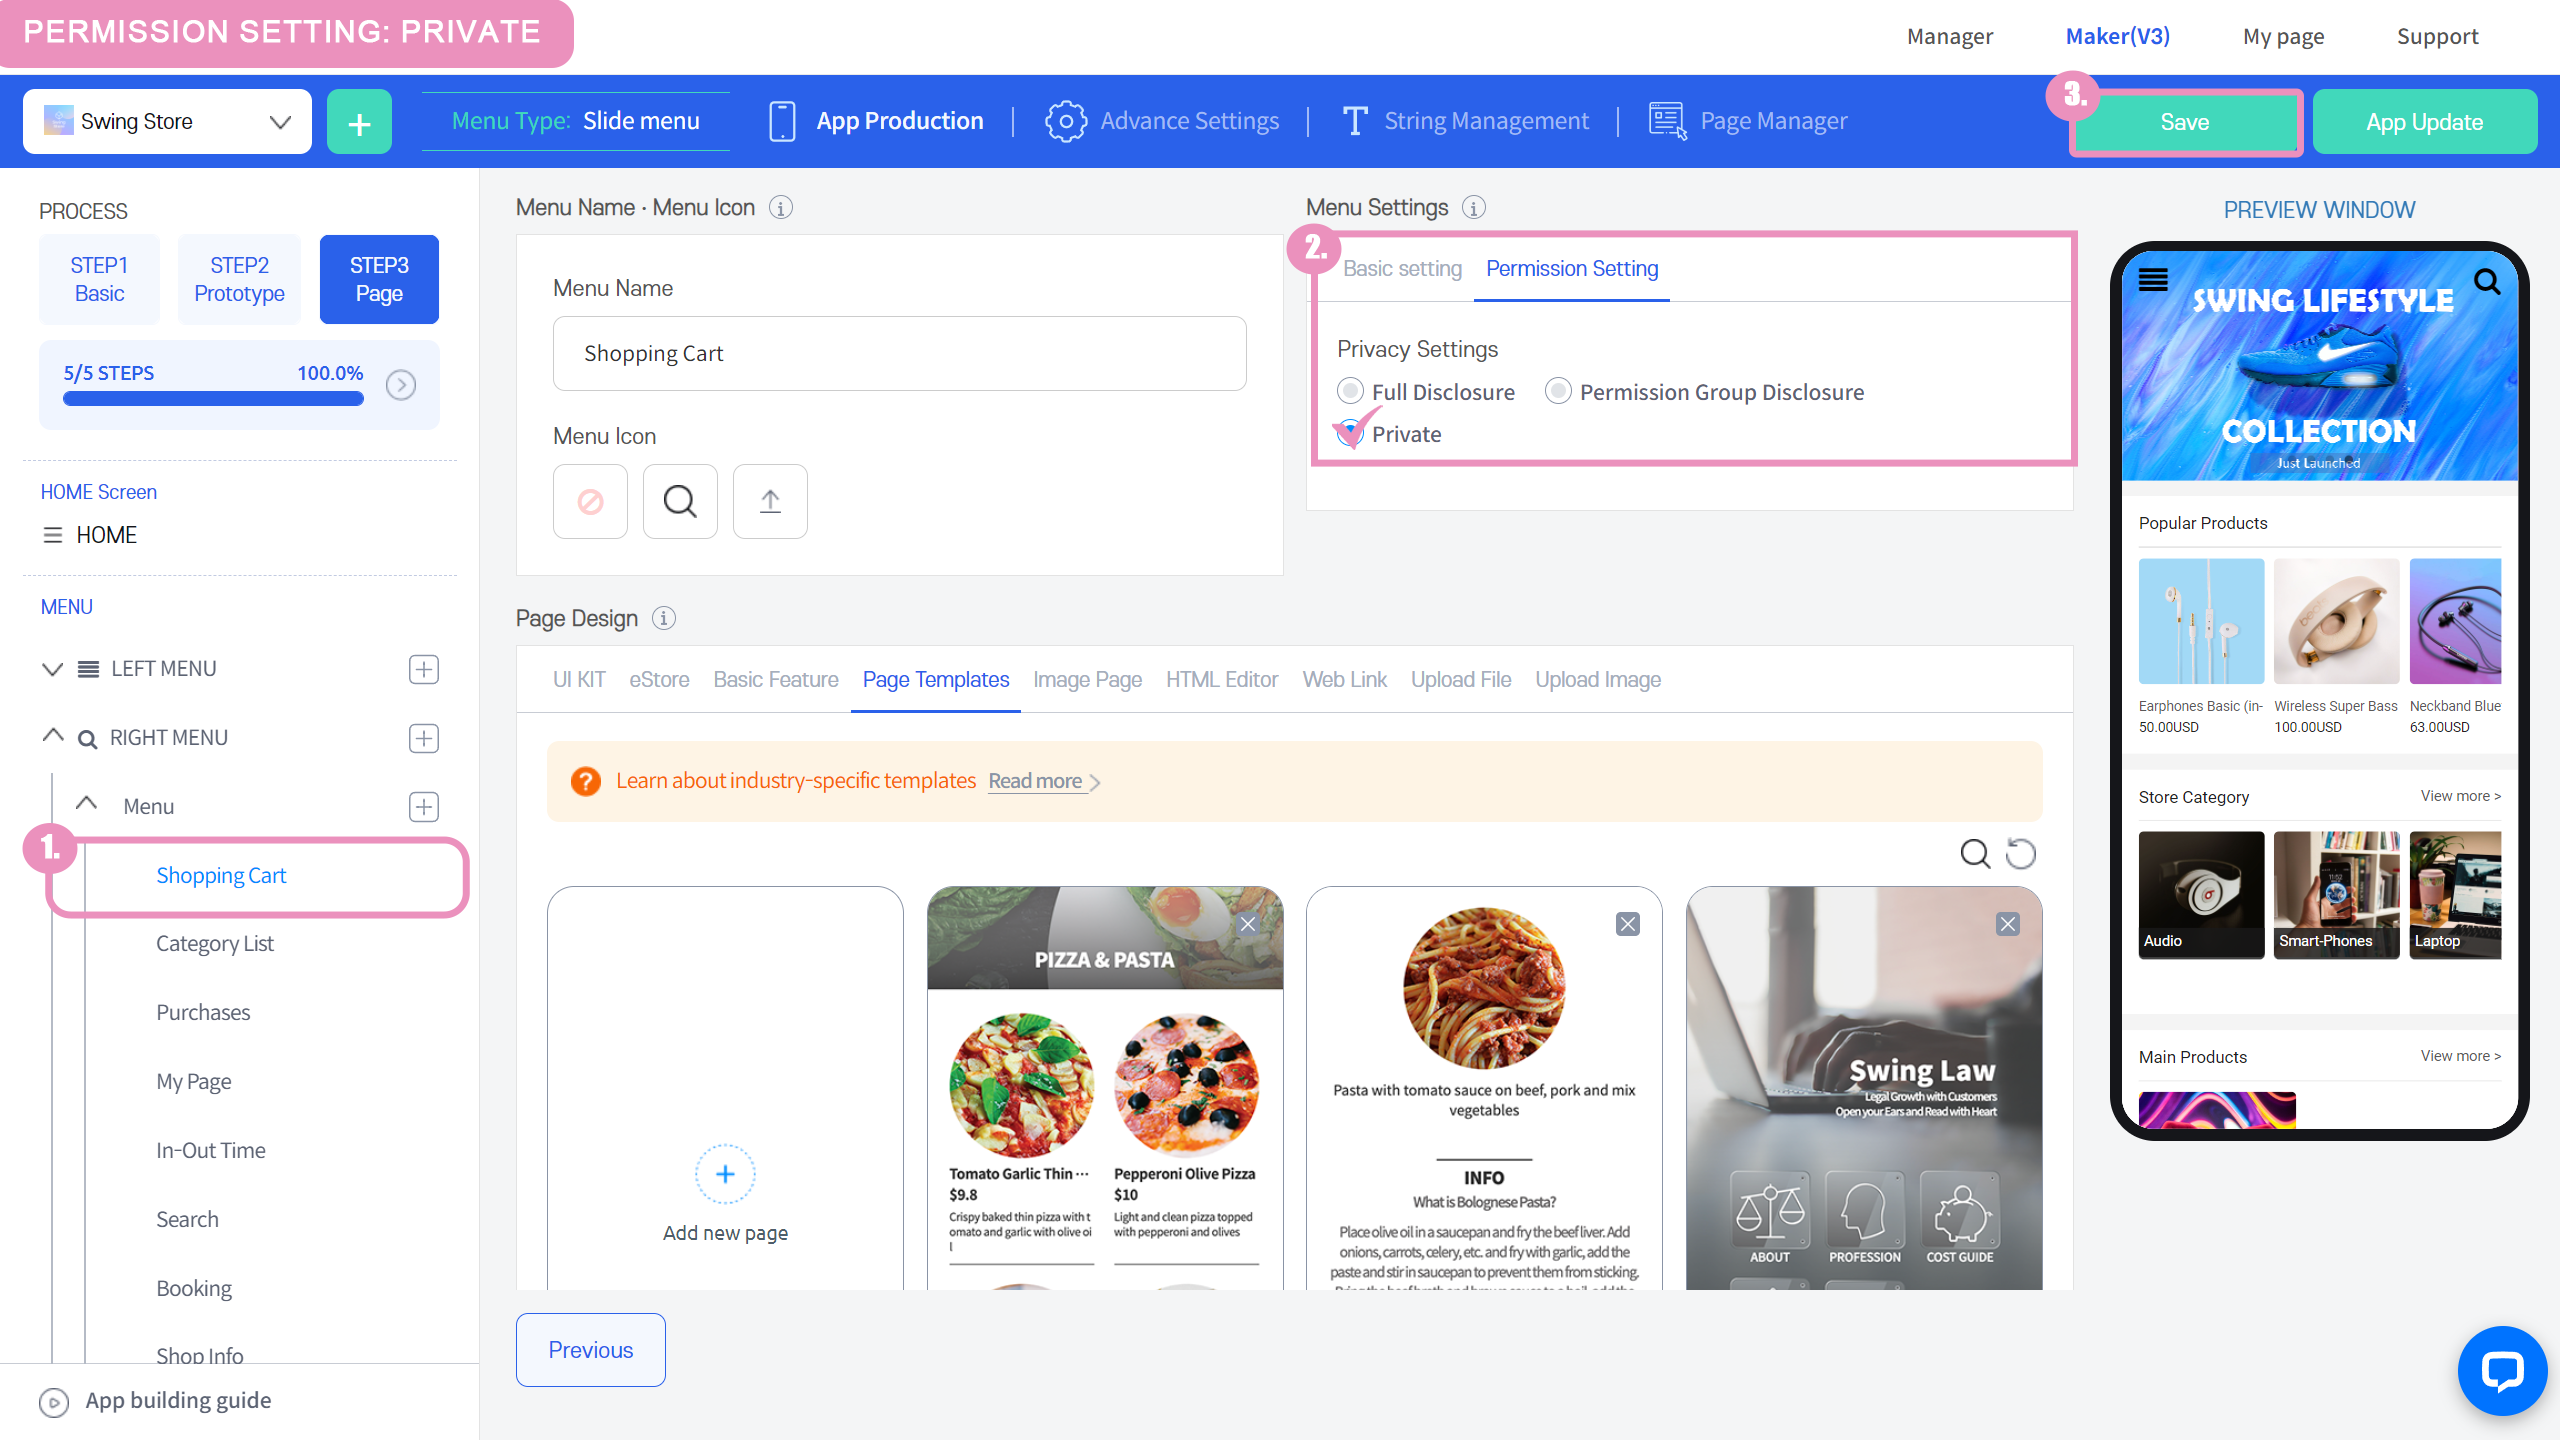 PERMISSION SETTING: PRIVATE
Manager
Maker(V3)
My page
Support
Swing Store
+
Menu Type: Slide menu
App Production
Advance Settings
String Management
Page Manager
3.
Save
App Update
PROCESS
STEP1
Basic
STEP2
Prototype
STEP3
Page
5/5 STEPS
100.0%
HOME Screen
HOME
MENU
LEFT MENU
RIGHT MENU
Menu
1.
Shopping Cart
Category List
Purchases
My Page
In-Out Time
Search
Booking
Shop Info
App building guide
Menu Name · Menu Icon
Menu Name
Shopping Cart
Menu Icon
Menu Settings
2.
Basic setting
Permission Setting
Privacy Settings
Full Disclosure
Permission Group Disclosure
Private
Page Design
UI KIT
eStore
Basic Feature
Page Templates
Image Page
HTML Editor
Web Link
Upload File
Upload Image
? Learn about industry-specific templates Read more >
Add new page
PIZZA & PASTA
Tomato Garlic Thin ···
$9.8
Crispy baked thin pizza with t
omato and garlic with olive oi
l
Pepperoni Olive Pizza
$10
Light and clean pizza topped
with pepperoni and olives
Pasta with tomato sauce on beef, pork and mix
vegetables
INFO
What is Bolognese Pasta?
Place olive oil in a saucepan and fry the beef liver. Add
onions, carrots, celery, etc. and fry with garlic, add the
paste and stir in saucepan to prevent them from sticking.
Swing Law
Legal Growth with Customers
Open your Ears and Read with Heart
ABOUT
PROFESSION
COST GUIDE
Previous
PREVIEW WINDOW
SWING LIFESTYLE
COLLECTION
Just Launched
Popular Products
Earphones Basic (in-
50.00USD
Wireless Super Bass
100.00USD
Neckband Blue
63.00USD
Store Category
View more >
Audio
Smart-Phones
Laptop
Main Products
View more >